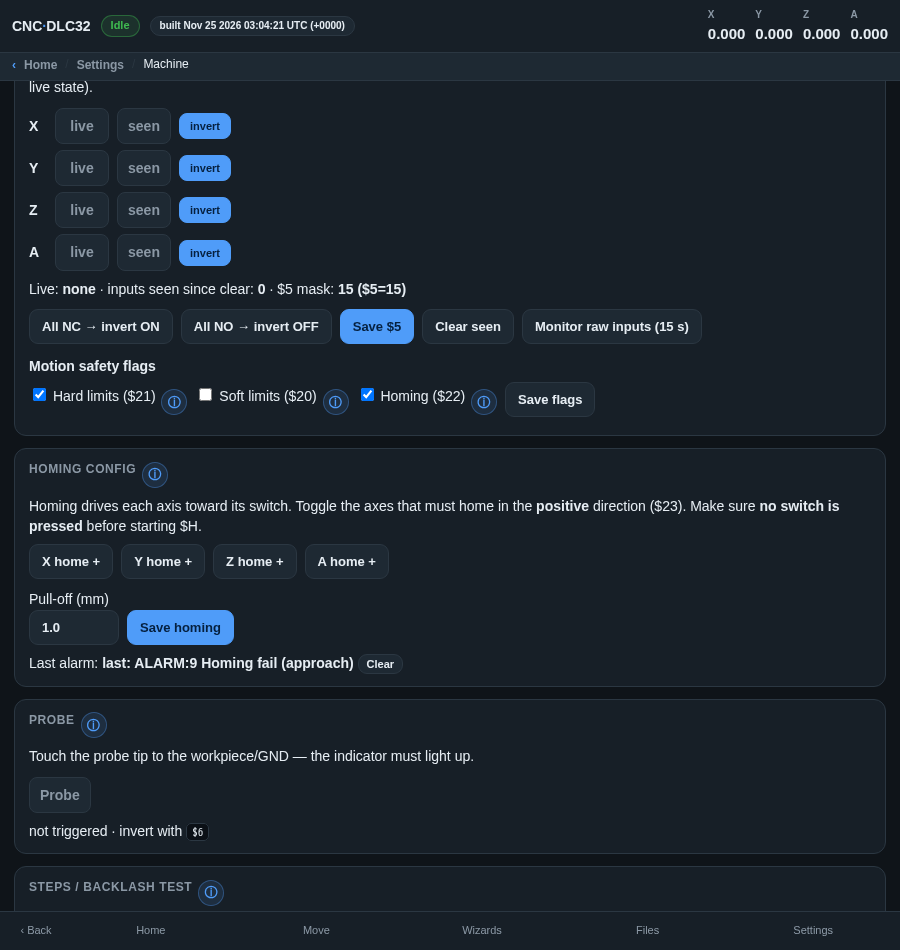 CNC·DLC32 Idle built Nov 25 2026 03:04:21 UTC (+0000)
X Y Z A
0.000 0.000 0.000 0.000
‹ Home / Settings / Machine
live state).
X live seen invert
Y live seen invert
Z live seen invert
A live seen invert
Live: none · inputs seen since clear: 0 · $5 mask: 15 ($5=15)
All NC → invert ON All NO → invert OFF Save $5 Clear seen Monitor raw inputs (15 s)
Motion safety flags
Hard limits ($21) ⓘ Soft limits ($20) ⓘ Homing ($22) ⓘ Save flags
HOMING CONFIG ⓘ
Homing drives each axis toward its switch. Toggle the axes that must home in the positive direction ($23). Make sure no switch is
pressed before starting $H.
X home + Y home + Z home + A home +
Pull-off (mm)
1.0 Save homing
Last alarm: last: ALARM:9 Homing fail (approach) Clear
PROBE ⓘ
Touch the probe tip to the workpiece/GND — the indicator must light up.
Probe
not triggered · invert with $6
STEPS / BACKLASH TEST ⓘ
‹ Back Home Move Wizards Files Settings